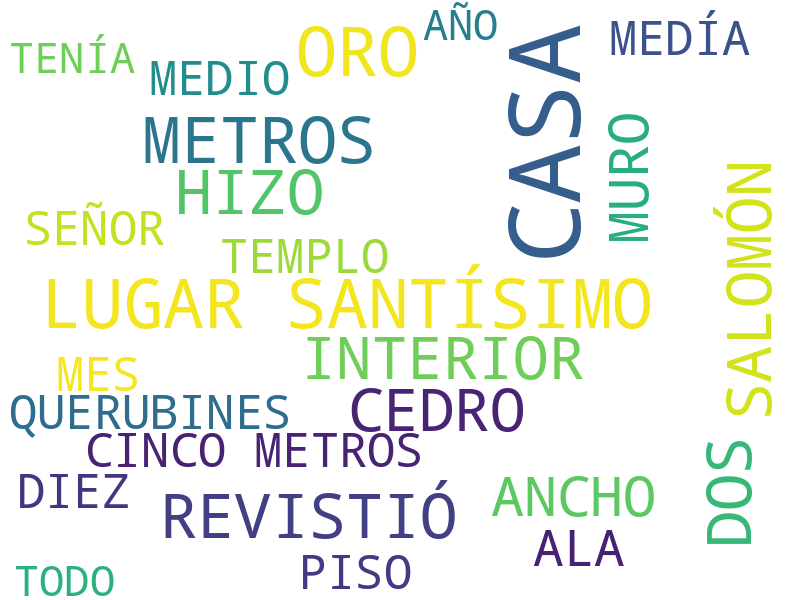 AÑO
MEDÍA
ORO
TENÍA
MEDIO
CASA
METROS
MURO
HIZO
SALOMÓN
SEÑOR
TEMPLO
LUGAR SANTÍSIMO
INTERIOR
MES
CEDRO
QUERUBINES
CINCO METROS
DOS
DIEZ
REVISTIÓ
ANCHO
ALA
PISO
TODO